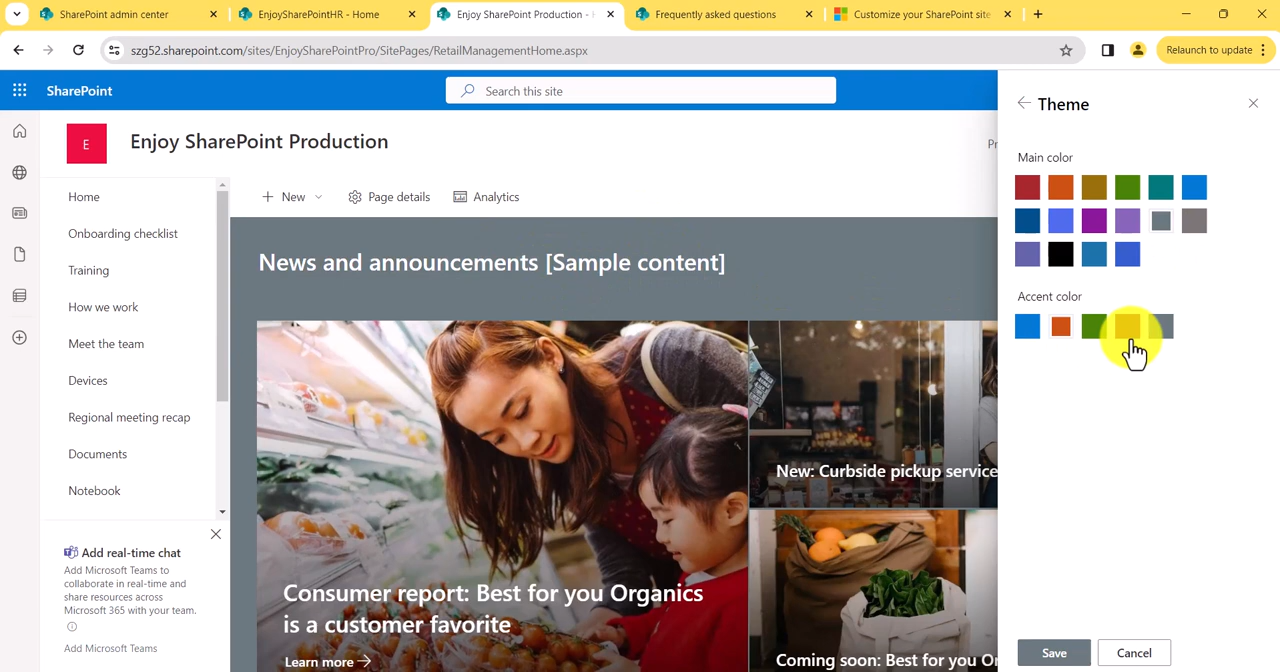 SharePoint admin center
EnjoySharePointHR - Home
Enjoy SharePoint Production -
Frequently asked questions
Customize your SharePoint site
szg52.sharepoint.com/sites/EnjoySharePointPro/SitePages/RetailManagementHome.aspx
Relaunch to update
SharePoint
Search this site
E
Enjoy SharePoint Production
Home
Onboarding checklist
Training
How we work
Meet the team
Devices
Regional meeting recap
Documents
Notebook
Add real-time chat
Add Microsoft Teams to
collaborate in real-time and
share resources across
Microsoft 365 with your team.
Add Microsoft Teams
New
Page details
Analytics
News and announcements [Sample content]
Consumer report: Best for you Organics
is a customer favorite
Learn more
New: Curbside pickup service
Coming soon: Best for you
Theme
Main color
Accent color
Save
Cancel